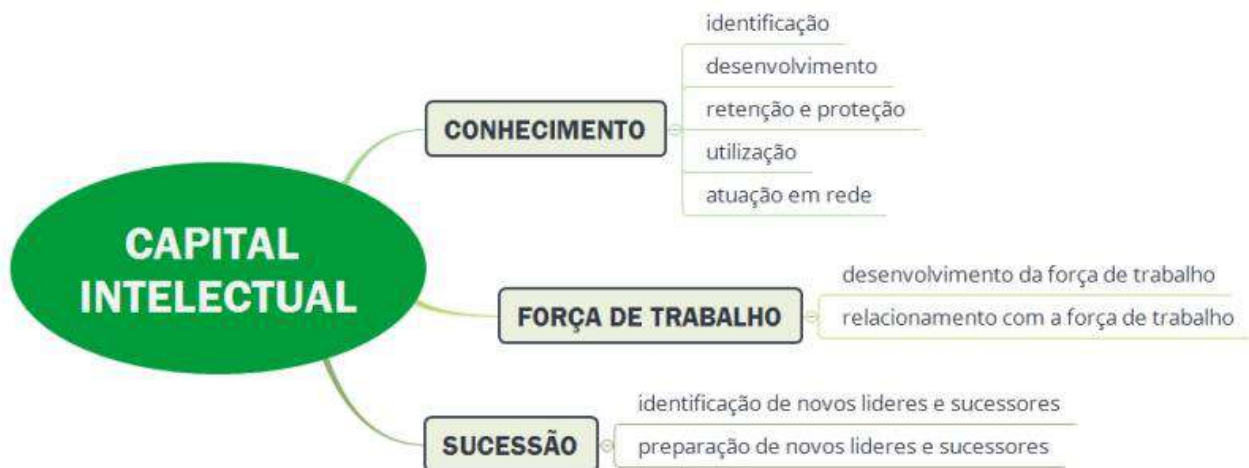 CAPITAL
INTELECTUAL
CONHECIMENTO
identificação
desenvolvimento
retenção e proteção
utilização
atuação em rede
FORÇA DE TRABALHO
desenvolvimento da força de trabalho
relacionamento com a força de trabalho
SUCESSÃO
identificação de novos lideres e sucessores
preparação de novos lideres e sucessores